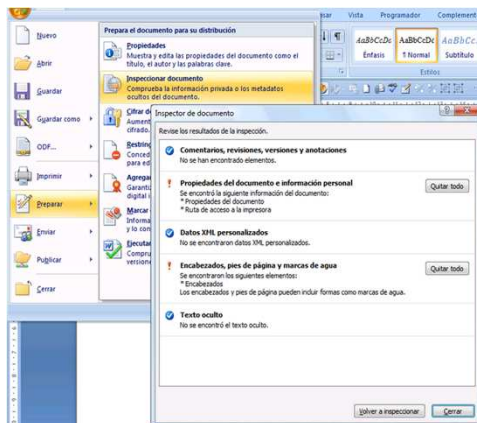 Vista Programador Complement
Nuevo
Abrir
Guardar
Guardar como
ODF...
Imprimir
Preparar
Enviar
Publicar
Cerrar
Prepara el documento para su distribución
Propiedades
Muestra y edita las propiedades del documento como el
título, el autor y las palabras clave.
Inspeccionar documento
Comprueba la información privada o los metadatos
ocultos del documento.
Cifrar d
Aument
cifrado.
Restring
Conced
para ed
Agrega
Garanti
digital i
Marcar
Informa
y lo con
Ejecutar
Compru
versione
AaBbCcDc AaBbCcDc AaBbCc
Énfasis ¶ Normal Subtítulo
Estilos
Inspector de documento
Revise los resultados de la inspección.
Comentarios, revisiones, versiones y anotaciones
No se han encontrado elementos.
Propiedades del documento e información personal
Se encontró la siguiente información del documento:
* Propiedades del documento
* Ruta de acceso a la impresora
Quitar todo
Datos XML personalizados
No se encontraron datos XML personalizados.
Encabezados, pies de página y marcas de agua
Se encontraron los siguientes elementos:
* Encabezados
Los encabezados y pies de página pueden incluir formas como marcas de agua.
Quitar todo
Texto oculto
No se encontró el texto oculto.
Volver a inspeccionar Cerrar